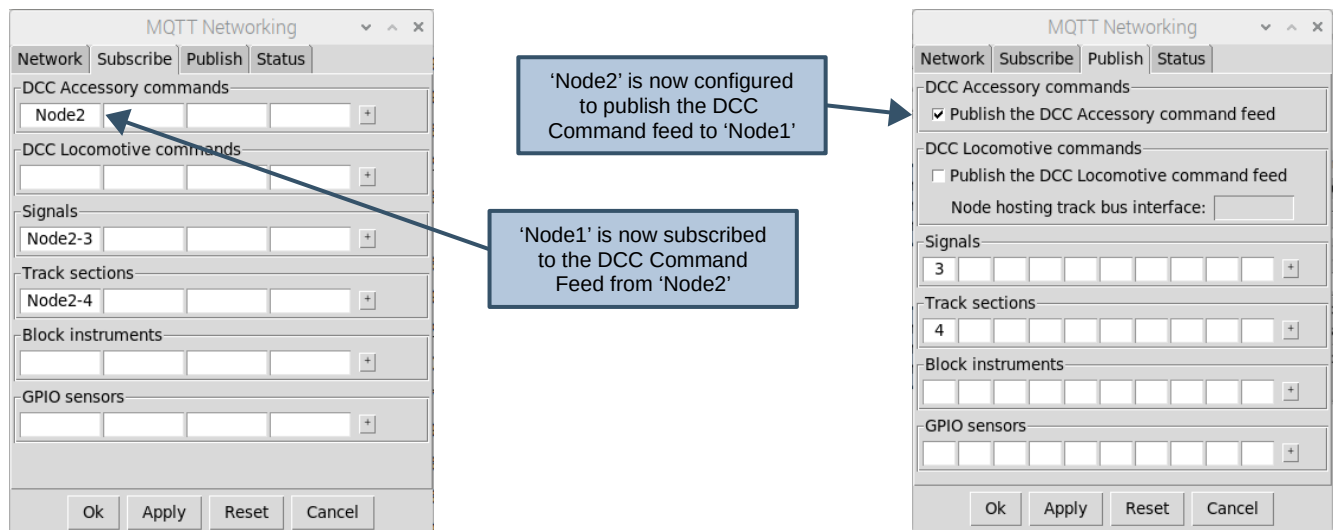 MQTT Networking
Network Subscribe Publish Status
DCC Accessory commands
Node2
+
DCC Locomotive commands
+
Signals
Node2-3
+
Track sections
Node2-4
+
Block instruments
+
GPIO sensors
+
Ok Apply Reset Cancel
‘Node2’ is now configured
to publish the DCC
Command feed to ‘Node1’
‘Node1’ is now subscribed
to the DCC Command
Feed from ‘Node2’
MQTT Networking
Network Subscribe Publish Status
DCC Accessory commands
Publish the DCC Accessory command feed
DCC Locomotive commands
Publish the DCC Locomotive command feed
Node hosting track bus interface:
Signals
3
+
Track sections
4
+
Block instruments
+
GPIO sensors
+
Ok Apply Reset Cancel